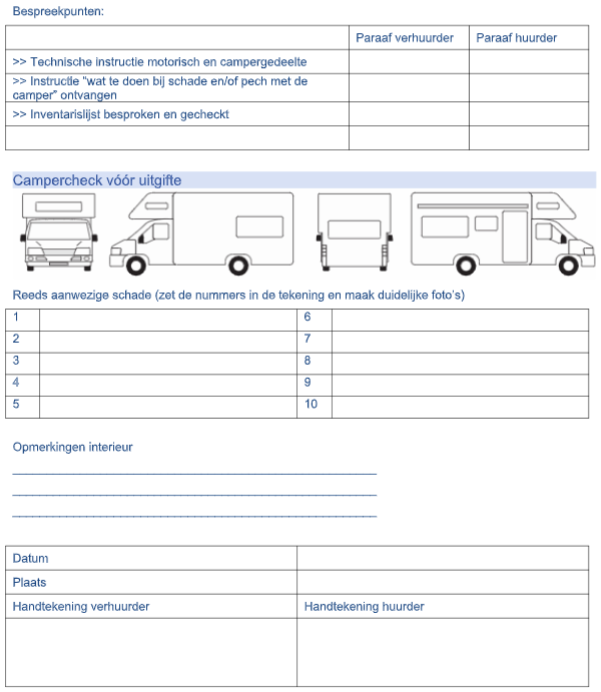 Bespreekpunten:
Paraaf verhuurder Paraaf huurder
>> Technische instructie motorisch en campergedeelte
>> Instructie "wat te doen bij schade en/of pech met de
camper" ontvangen
>> Inventarislijst besproken en gecheckt
Campercheck vóór uitgifte
Reeds aanwezige schade (zet de nummers in de tekening en maak duidelijke foto's)
1 6
2 7
3 8
4 9
5 10
Opmerkingen interieur
Datum
Plaats
Handtekening verhuurder Handtekening huurder